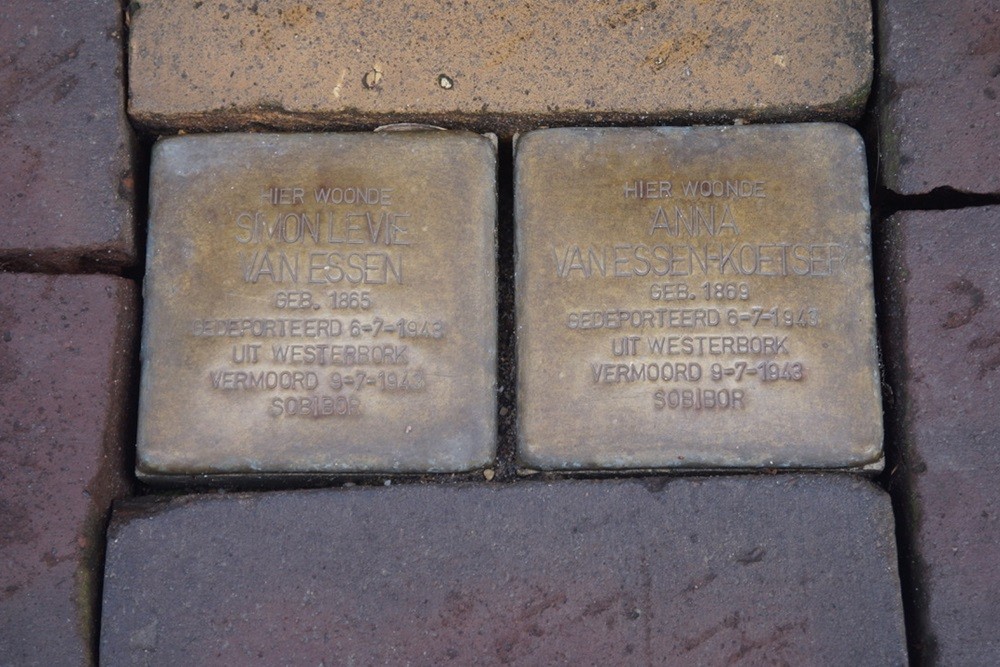 HIER WOONDE
SIMON LEVIE
VAN ESSEN
GEB. 1865
GEDEPORTEERD 6-7-1943
UIT WESTERBORK
VERMOORD 9-7-1943
SOBIBOR
HIER WOONDE
ANNA
VAN ESSEN-KOETSER
GEB. 1869
GEDEPORTEERD 6-7-1943
UIT WESTERBORK
VERMOORD 9-7-1943
SOBIBOR